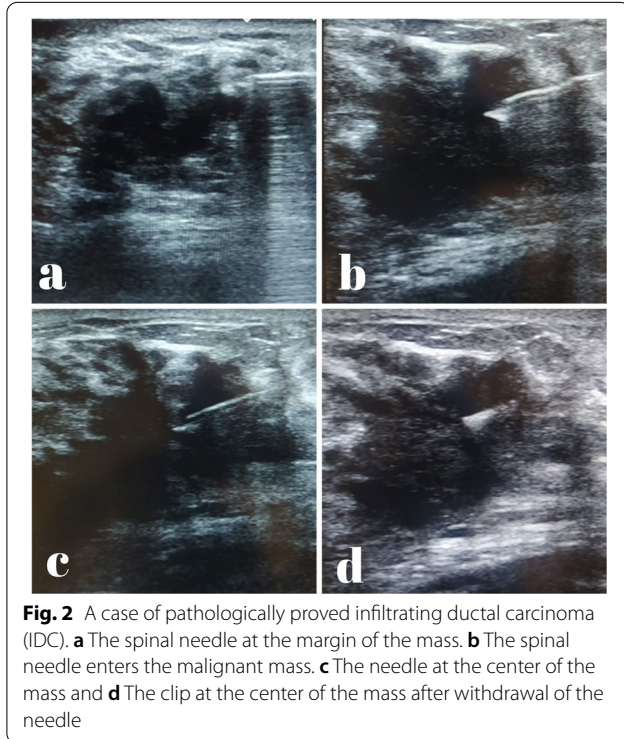 a
b
c
d
Fig. 2 A case of pathologically proved infiltrating ductal carcinoma
(IDC). a The spinal needle at the margin of the mass. b The spinal
needle enters the malignant mass. c The needle at the center of the
mass and d The clip at the center of the mass after withdrawal of the
needle